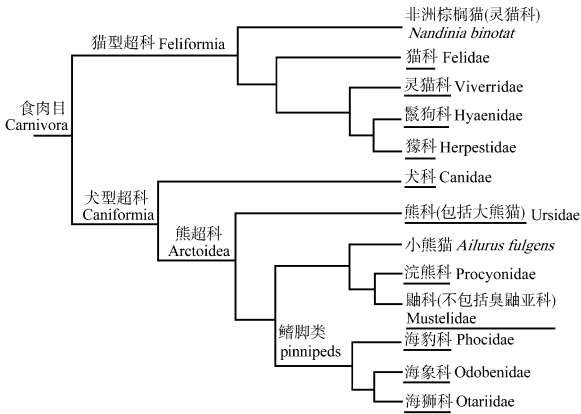 非洲棕榈猫(灵猫科)
Nandinia binotat
猫型超科 Feliformia
猫科 Felidae
灵猫科 Viverridae
食肉目
Carnivora
鬣狗科 Hyaenidae
獴科 Herpestidae
犬科 Canidae
犬型超科
Caniformia
熊科(包括大熊猫) Ursidae
熊超科
Arctoidea
小熊猫 Ailurus fulgens
浣熊科 Procyonidae
鼬科(不包括臭鼬亚科)
Mustelidae
鳍脚类
pinnipeds
海豹科 Phocidae
海象科 Odobenidae
海狮科 Otariidae